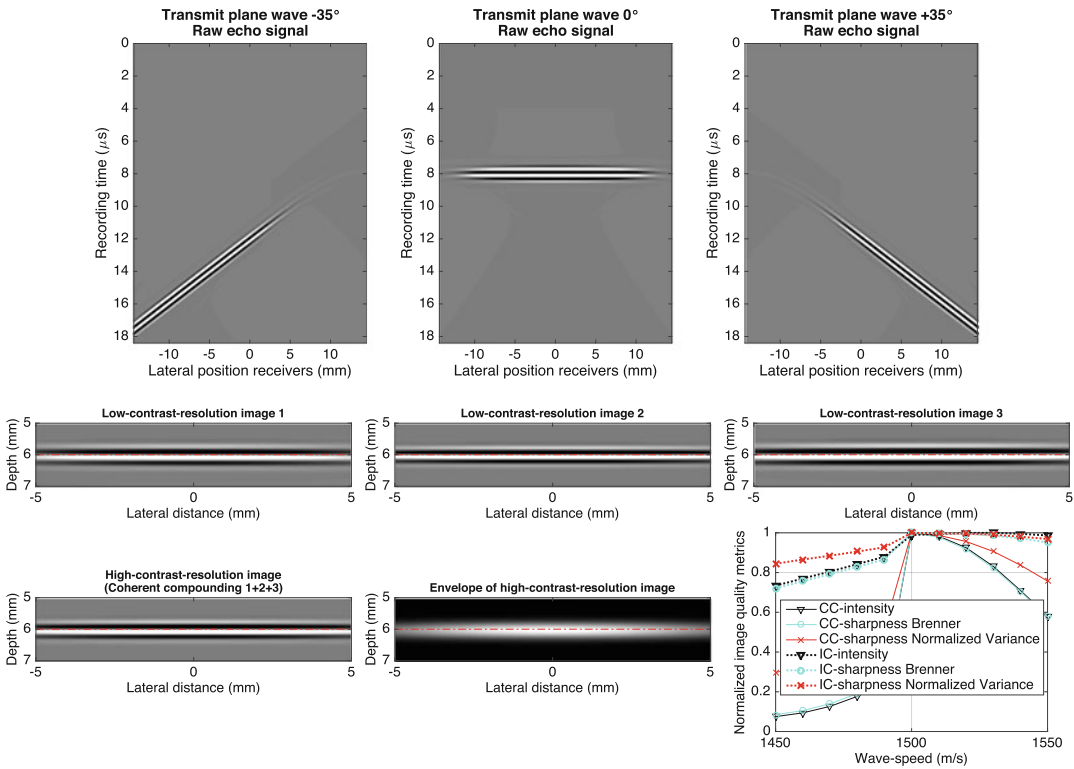 Transmit plane wave -35°
Raw echo signal
Transmit plane wave 0°
Raw echo signal
Transmit plane wave +35°
Raw echo signal
0
2
4
6
8
10
12
14
16
18
Recording time (μs)
-10 -5 0 5 10
Lateral position receivers (mm)
0
2
4
6
8
10
12
14
16
18
Recording time (μs)
-10 -5 0 5 10
Lateral position receivers (mm)
0
2
4
6
8
10
12
14
16
18
Recording time (μs)
-10 -5 0 5 10
Lateral position receivers (mm)
Low-contrast-resolution image 1
5
6
7
Depth (mm)
-5 0 5
Lateral distance (mm)
Low-contrast-resolution image 2
5
6
7
Depth (mm)
-5 0 5
Lateral distance (mm)
Low-contrast-resolution image 3
5
6
7
Depth (mm)
-5 0 5
Lateral distance (mm)
High-contrast-resolution image
(Coherent compounding 1+2+3)
5
6
7
Depth (mm)
-5 0 5
Lateral distance (mm)
Envelope of high-contrast-resolution image
5
6
7
Depth (mm)
-5 0 5
Lateral distance (mm)
Normalized image quality metrics
1
0.8
0.6
0.4
0.2
0
CC-intensity
CC-sharpness Brenner
CC-sharpness Normalized Variance
IC-intensity
IC-sharpness Brenner
IC-sharpness Normalized Variance
1450 1500 1550
Wave-speed (m/s)